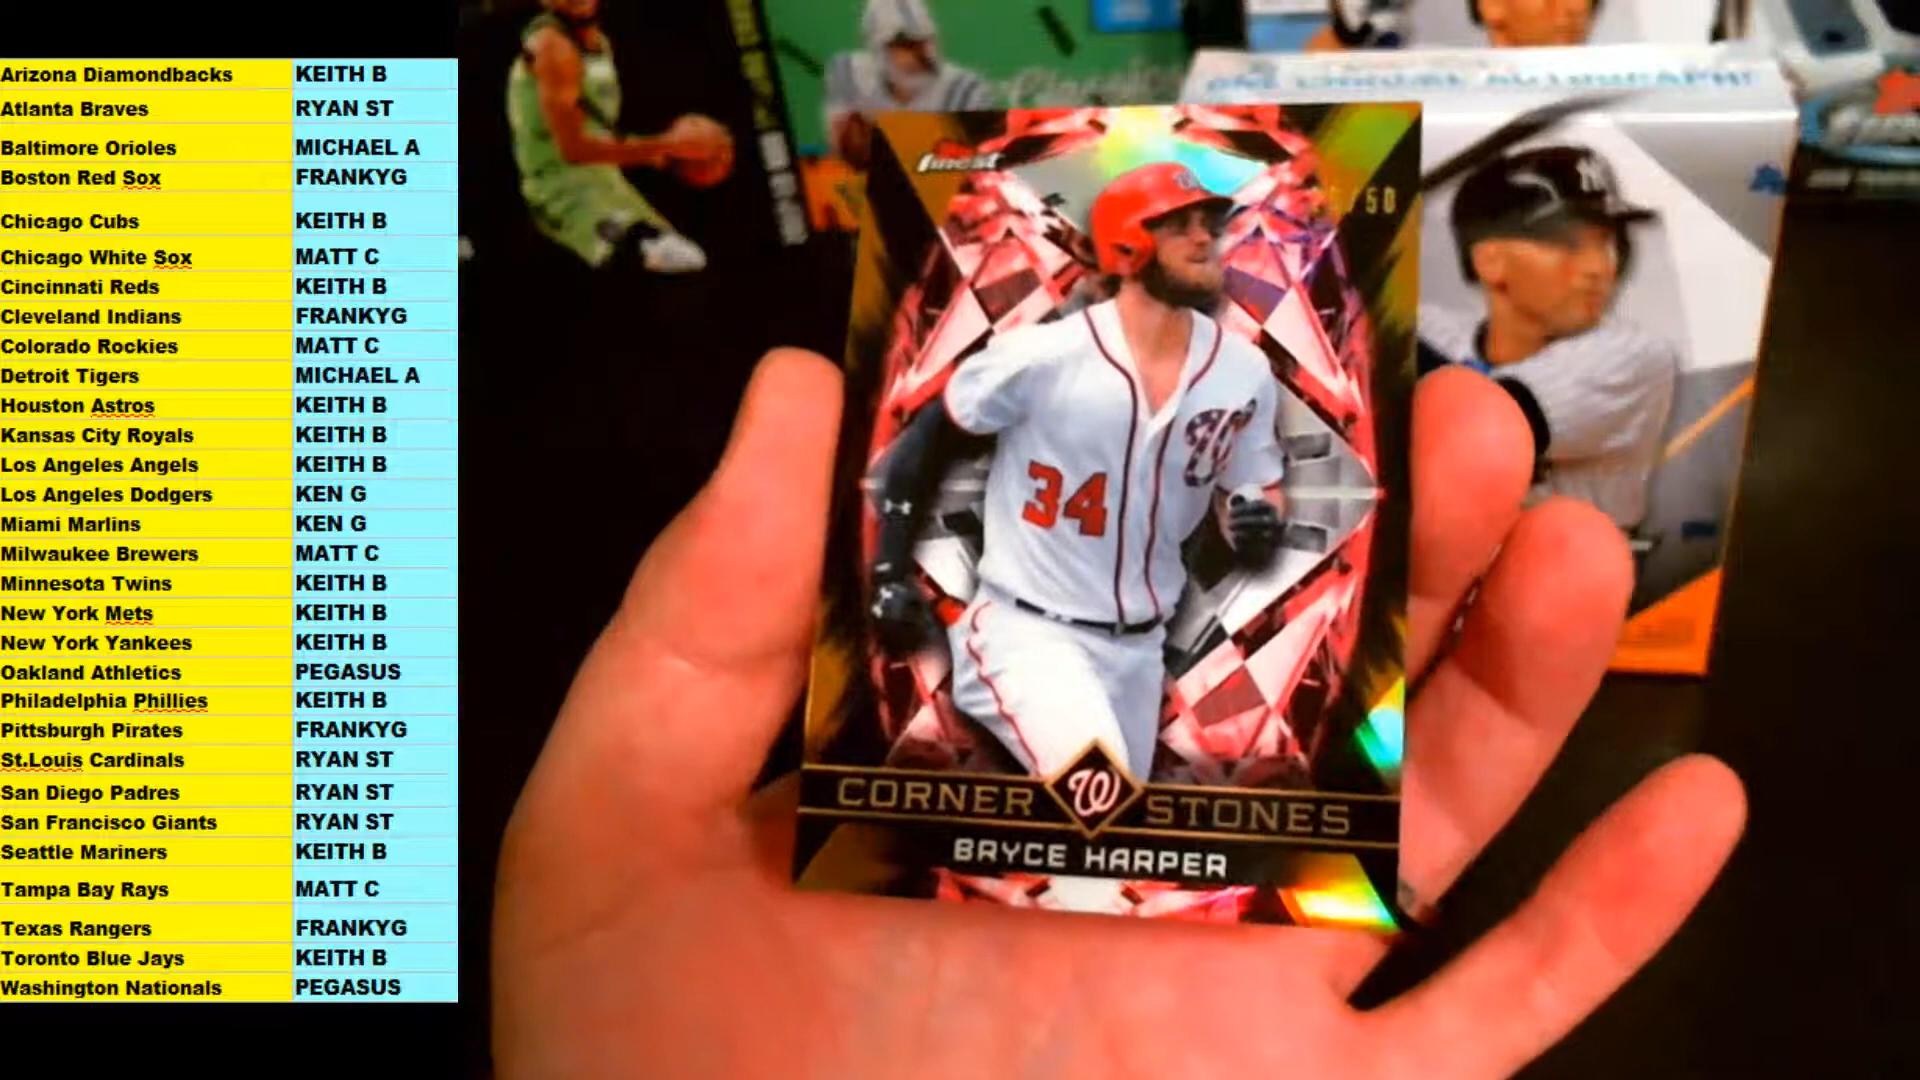 Arizona Diamondbacks KEITH B
Atlanta Braves RYAN ST
Baltimore Orioles MICHAEL A
Boston Red Sox FRANKYG
Chicago Cubs KEITH B
Chicago White Sox MATT C
Cincinnati Reds KEITH B
Cleveland Indians FRANKYG
Colorado Rockies MATT C
Detroit Tigers MICHAEL A
Houston Astros KEITH B
Kansas City Royals KEITH B
Los Angeles Angels KEITH B
Los Angeles Dodgers KEN G
Miami Marlins KEN G
Milwaukee Brewers MATT C
Minnesota Twins KEITH B
New York Mets KEITH B
New York Yankees KEITH B
Oakland Athletics PEGASUS
Philadelphia Phillies KEITH B
Pittsburgh Pirates FRANKYG
St.Louis Cardinals RYAN ST
San Diego Padres RYAN ST
San Francisco Giants RYAN ST
Seattle Mariners KEITH B
Tampa Bay Rays MATT C
Texas Rangers FRANKYG
Toronto Blue Jays KEITH B
Washington Nationals PEGASUS
finest
/50
34
W
CORNER W STONES
BRYCE HARPER